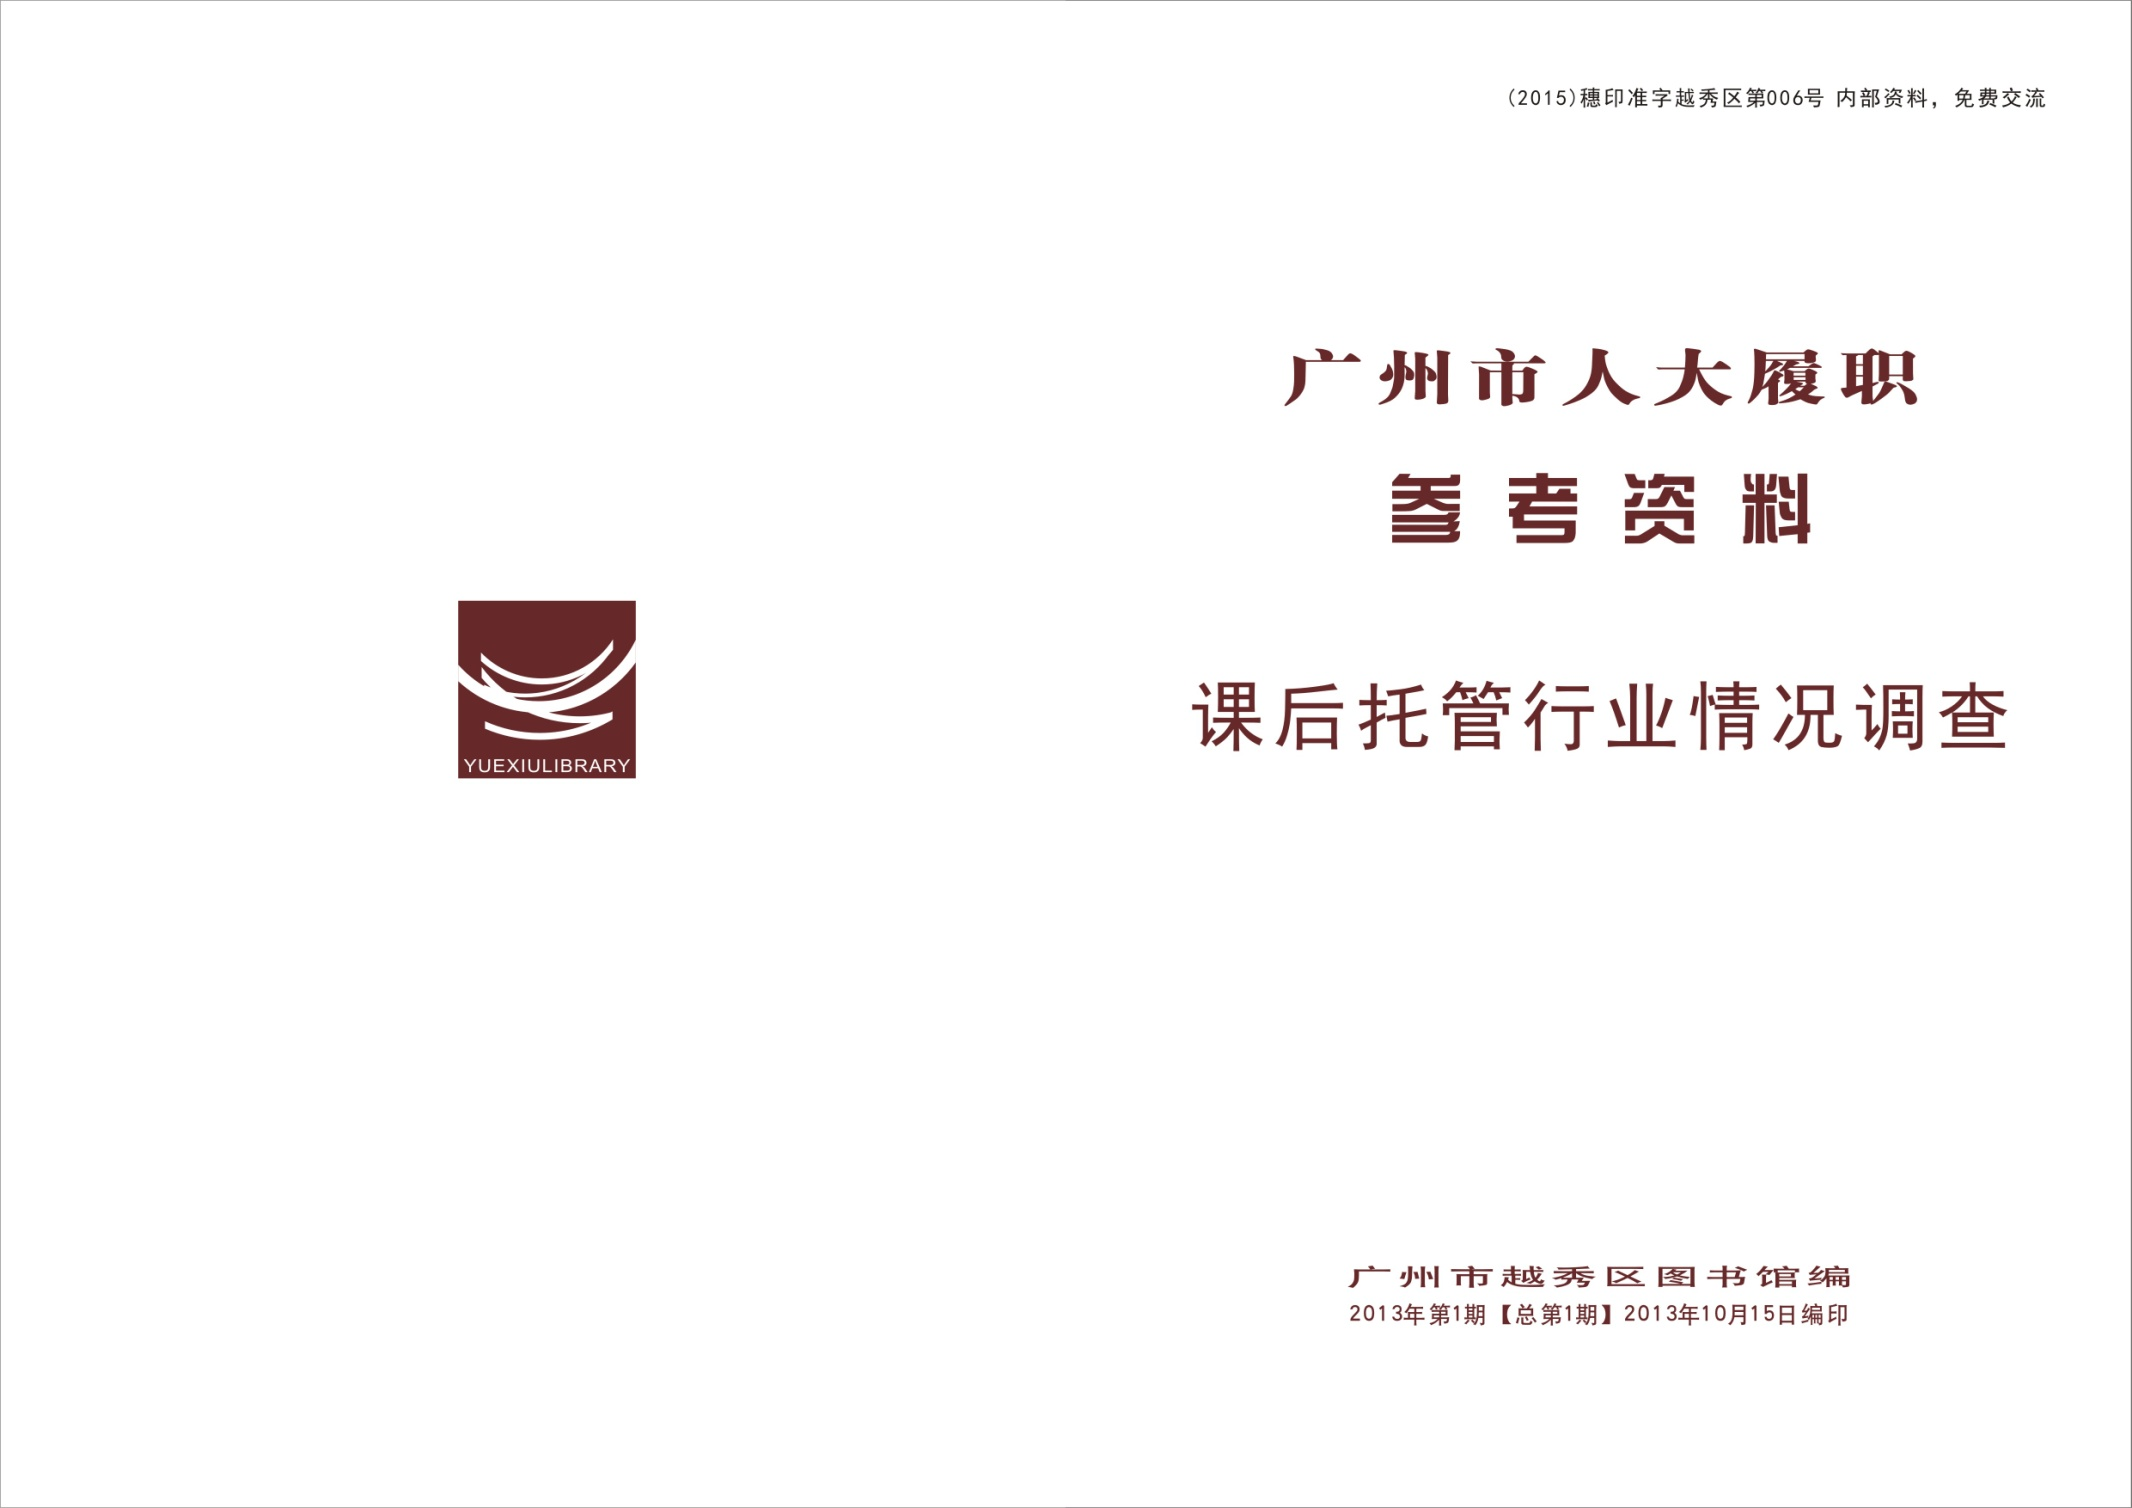 (2015)穗印准字越秀区第006号 内部资料，免费交流
广州市人大履职
参考资料
课后托管行业情况调查
YUEXIULIBRARY
广州市越秀区图书馆编
2013年第1期【总第1期】2013年10月15日编印